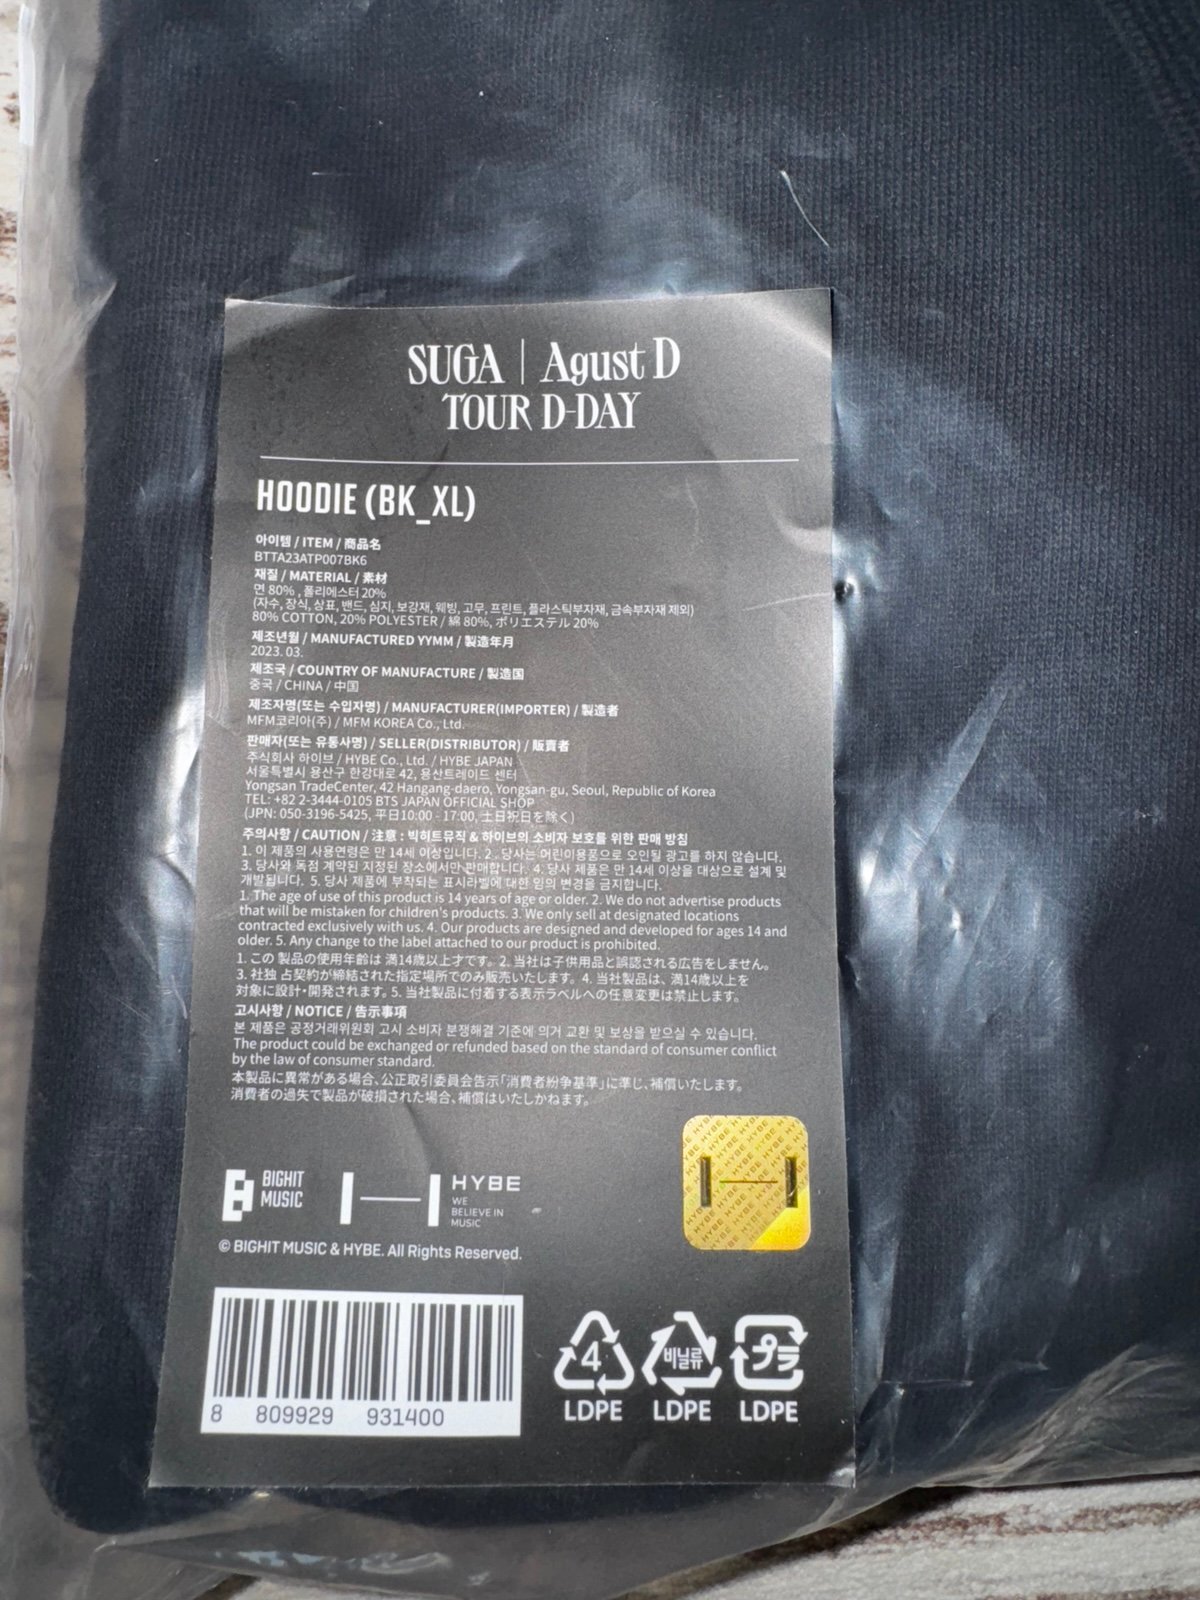 SUGA | Agust D
TOUR D-DAY
HOODIE (BK_XL)
아이템 / ITEM / 商品名
BTTA23ATP007BK6
재질 / MATERIAL / 素材
면 80% , 폴리에스터 20%
(자수, 장식, 상표, 밴드, 심지, 보강재, 웨빙, 고무, 프린트, 플라스틱부자재, 금속부자재 제외)
80% COTTON, 20% POLYESTER / 綿 80%, ポリエステル 20%
제조년월 / MANUFACTURED YYMM / 製造年月
2023. 03.
제조국 / COUNTRY OF MANUFACTURE / 製造国
중국 / CHINA / 中国
제조자명(또는 수입자명) / MANUFACTURER(IMPORTER) / 製造者
MFM코리아(주) / MFM KOREA Co., Ltd.
판매자(또는 유통사명) / SELLER(DISTRIBUTOR) / 販賣者
주식회사 하이브 / HYBE Co., Ltd. / HYBE JAPAN
서울특별시 용산구 한강대로 42, 용산트레이드 센터
Yongsan TradeCenter, 42 Hangang-daero, Yongsan-gu, Seoul, Republic of Korea
TEL: +82 2-3444-0105 BTS JAPAN OFFICIAL SHOP
(JPN: 050-3196-5425, 平日10:00 - 17:00, 土日祝日を除く)
주의사항 / CAUTION / 注意 : 빅히트뮤직 & 하이브의 소비자 보호를 위한 판매 방침
1. 이 제품의 사용연령은 만 14세 이상입니다. 2. 당사는 어린이용품으로 오인될 광고를 하지 않습니다.
3. 당사와 독점 계약된 지정된 장소에서만 판매합니다. 4. 당사 제품은 만 14세 이상을 대상으로 설계 및
개발됩니다. 5. 당사 제품에 부착되는 표시라벨에 대한 임의 변경을 금지합니다.
1. The age of use of this product is 14 years of age or older. 2. We do not advertise products
that will be mistaken for children's products. 3. We only sell at designated locations
contracted exclusively with us. 4. Our products are designed and developed for ages 14 and
older. 5. Any change to the label attached to our product is prohibited.
1. この 製品の使用年齢は 満14歳以上才です。2. 当社は子供用品と誤認される広告をしません。
3. 社独 占契約が締結された指定場所でのみ販売いたします。4. 当社製品は、満14歳以上を
対象に設計・開発されます。5. 当社製品に付着する表示ラベルへの任意変更は禁止します。
고시사항 / NOTICE / 告示事項
본 제품은 공정거래위원회 고시 소비자 분쟁해결 기준에 의거 교환 및 보상을 받으실 수 있습니다.
The product could be exchanged or refunded based on the standard of consumer conflict
by the law of consumer standard.
本製品に異常がある場合、公正取引委員会告示「消費者紛争基準」に準じ、補償いたします。
消費者の過失で製品が破損された場合、補償はいたしかねます。
BIGHIT
MUSIC
HYBE
WE
BELIEVE IN
MUSIC
© BIGHIT MUSIC & HYBE. All Rights Reserved.
8 809929 931400
4 비닐류 プラ
LDPE LDPE LDPE